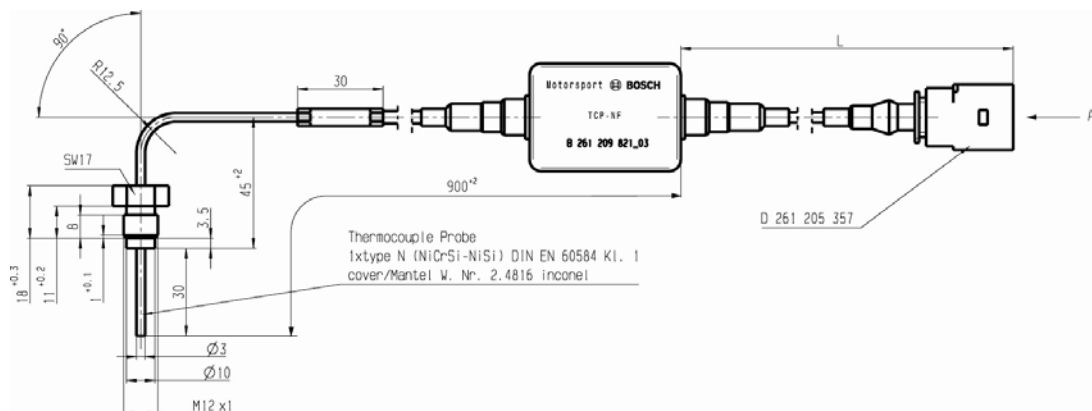 90°
R12.5
30
L
Motorsport BOSCH
TCP-NF
B 261 209 821_03
A
SW17
45+2
900+2
D 261 205 357
3.5
8
18+0.3
11+0.2
1+0.1
30
Thermocouple Probe
1xtype N (NiCrSi-NiSi) DIN EN 60584 Kl. 1
cover/Mantel W. Nr. 2.4816 inconel
Ø3
Ø10
M12x1